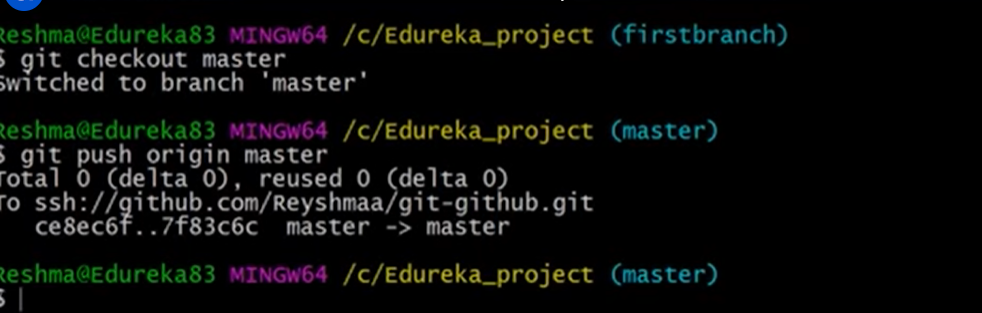 Reshma@Edureka83 MINGW64 /c/Edureka_project (firstbranch)
$ git checkout master
Switched to branch 'master'
Reshma@Edureka83 MINGW64 /c/Edureka_project (master)
$ git push origin master
Total 0 (delta 0), reused 0 (delta 0)
To ssh://github.com/Reyshmaa/git-github.git
   ce8ec6f..7f83c6c  master -> master
Reshma@Edureka83 MINGW64 /c/Edureka_project (master)
$